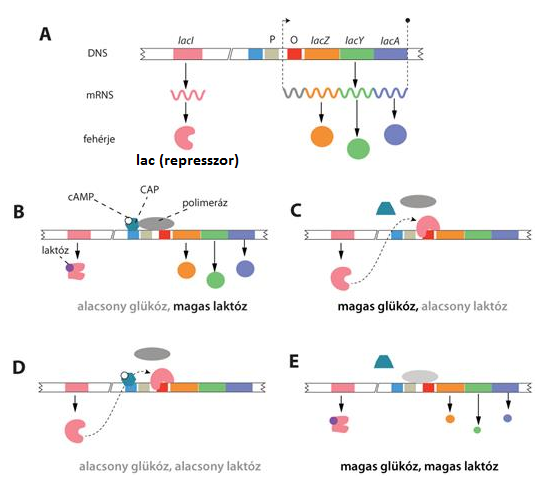 A
lacI P O lacZ lacY lacA
DNS
mRNS
fehérje
lac (represszor)
B
cAMP CAP polimeráz
laktóz
alacsony glükóz, magas laktóz
C
magas glükóz, alacsony laktóz
D
alacsony glükóz, alacsony laktóz
E
magas glükóz, magas laktóz